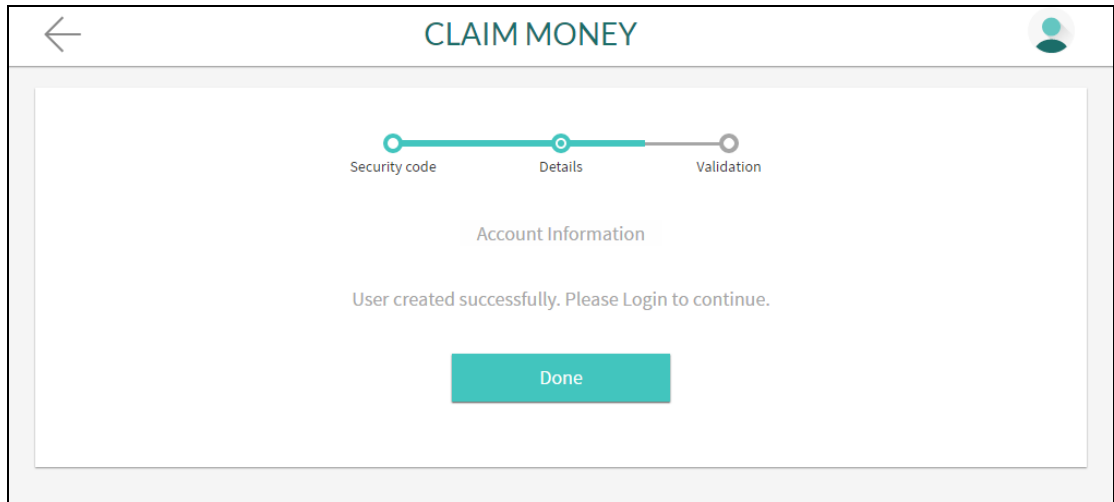 CLAIM MONEY
Security code Details Validation
Account Information
User created successfully. Please Login to continue.
Done